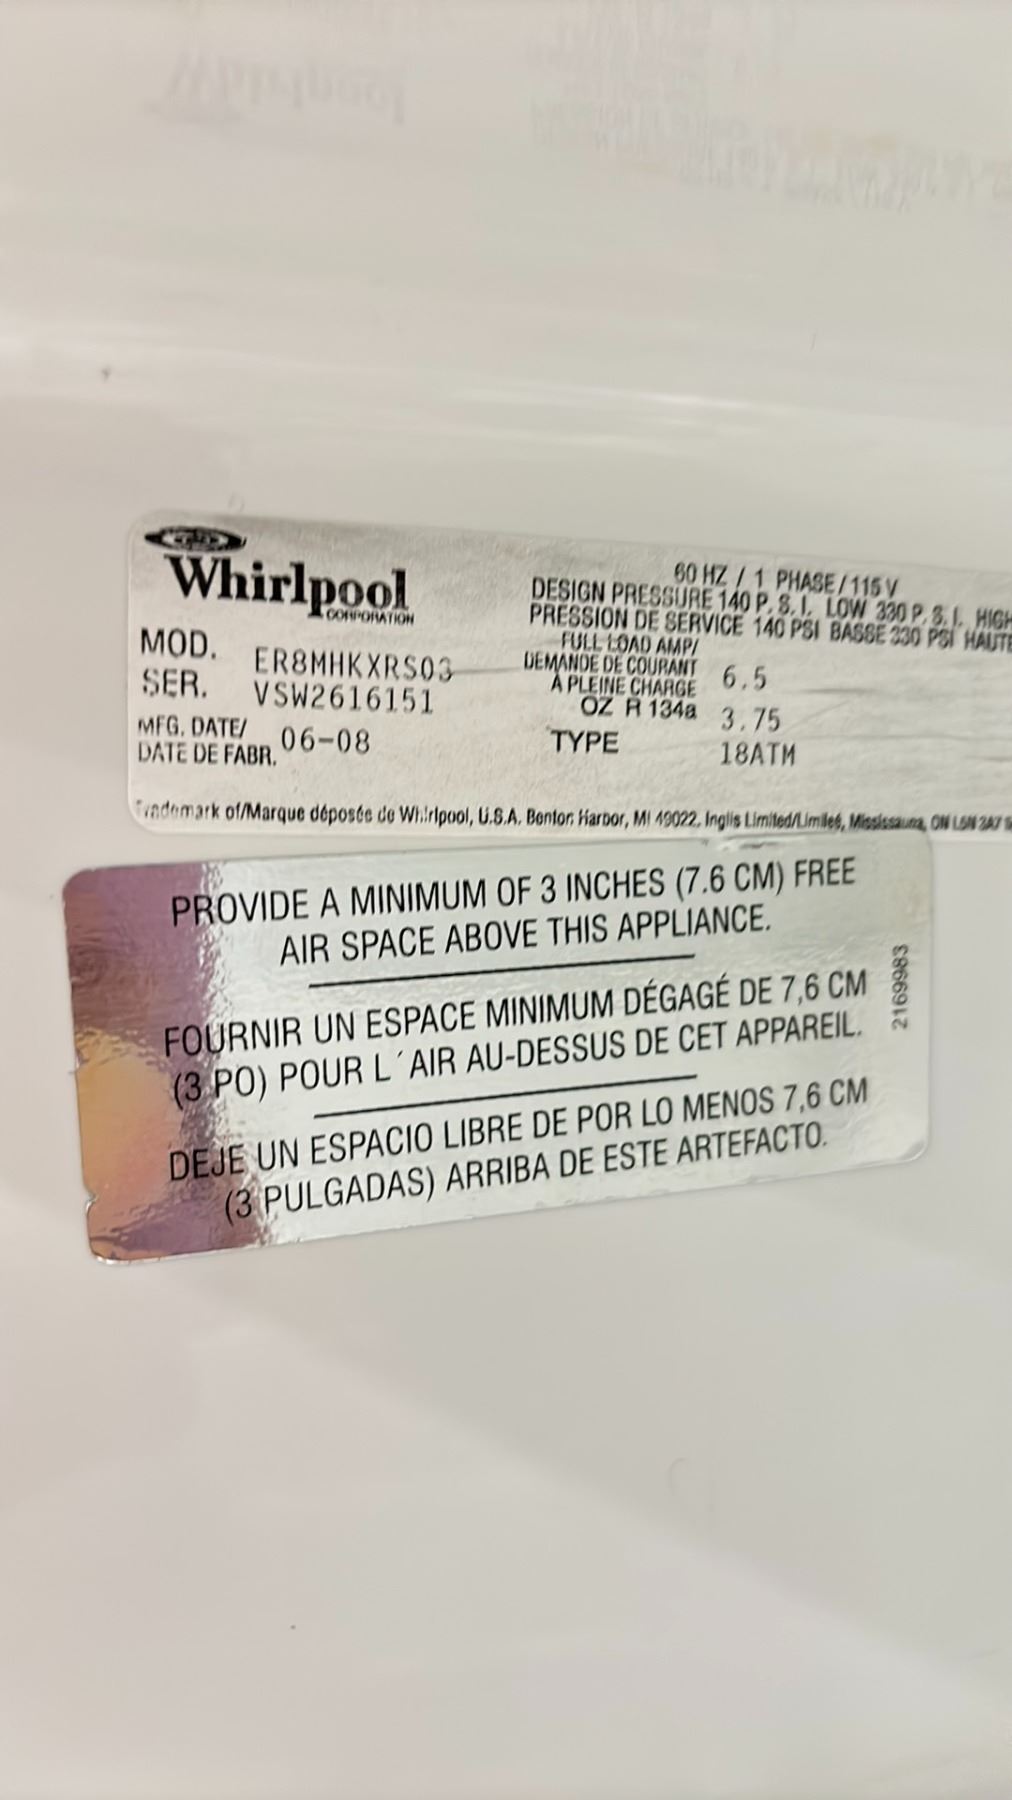 Whirlpool
CORPORATION
MOD. ER8MHKXRS03
SER. VSW2616151
MFG. DATE/
DATE DE FABR. 06-08
60 HZ / 1 PHASE / 115 V
DESIGN PRESSURE 140 P. S. I. LOW 330 P. S. I. HIGH
PRESSION DE SERVICE 140 PSI BASSE 330 PSI HAUTE
FULL LOAD AMP/
DEMANDE DE COURANT
A PLEINE CHARGE 6.5
OZ R 134a 3.75
TYPE 18ATM
Trademark of/Marque déposée de Whirlpool, U.S.A. Benton Harbor, MI 49022, Inglis Limited/Limitée, Mississauga, ON L5N 3A7
PROVIDE A MINIMUM OF 3 INCHES (7.6 CM) FREE
AIR SPACE ABOVE THIS APPLIANCE.
FOURNIR UN ESPACE MINIMUM DÉGAGÉ DE 7,6 CM
(3 PO) POUR L´AIR AU-DESSUS DE CET APPAREIL.
DEJE UN ESPACIO LIBRE DE POR LO MENOS 7,6 CM
(3 PULGADAS) ARRIBA DE ESTE ARTEFACTO.
2169983